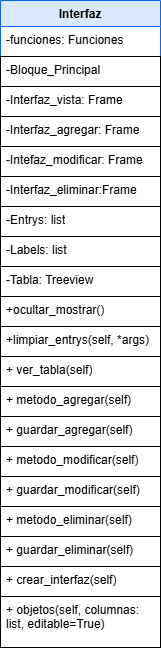 Interfaz
-funciones: Funciones
-Bloque_Principal
-Interfaz_vista: Frame
-Interfaz_agregar: Frame
-Intefaz_modificar: Frame
-Interfaz_eliminar:Frame
-Entrys: list
-Labels: list
-Tabla: Treeview
+ocultar_mostrar()
+limpiar_entrys(self, *args)
+ ver_tabla(self)
+ metodo_agregar(self)
+ guardar_agregar(self)
+ metodo_modificar(self)
+ guardar_modificar(self)
+ metodo_eliminar(self)
+ guardar_eliminar(self)
+ crear_interfaz(self)
+ objetos(self, columnas:
list, editable=True)